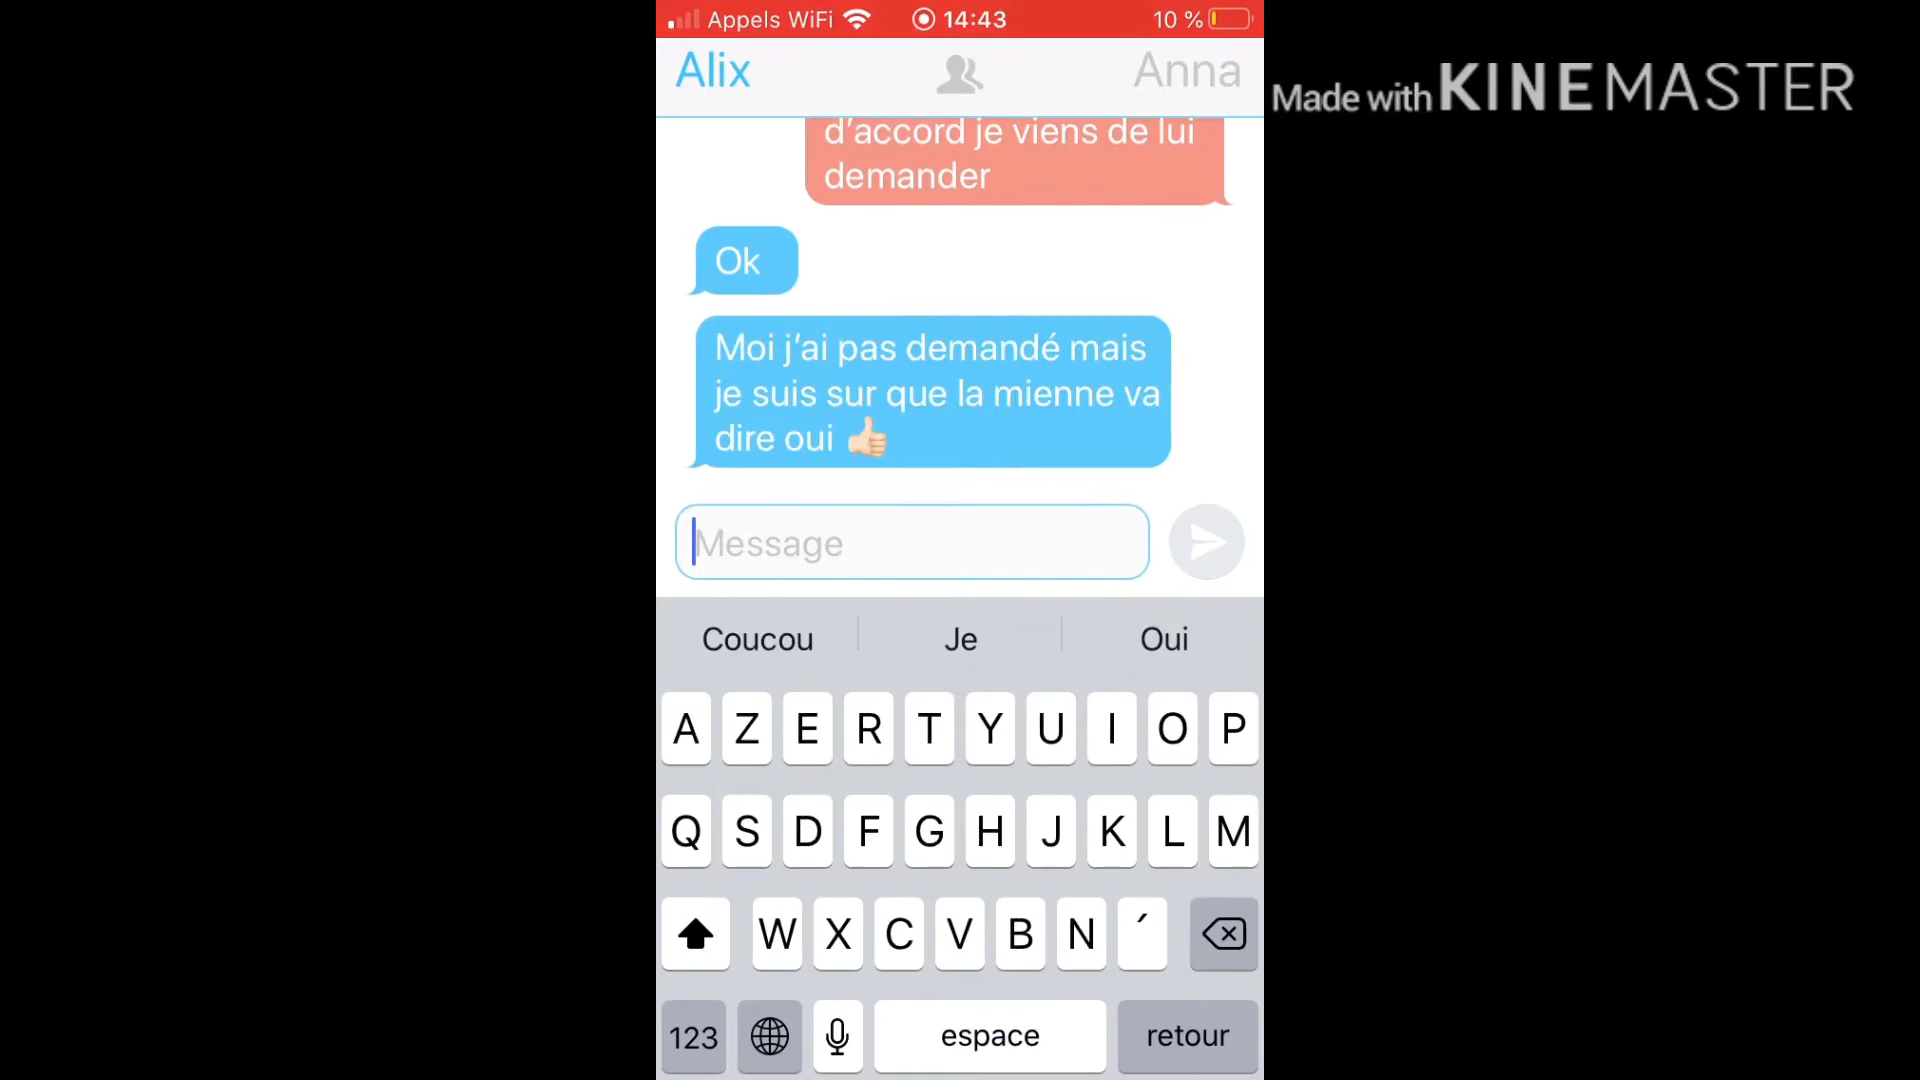 Appels WiFi 14:43 10 %
Alix Anna
Made with KINEMASTER
d’accord je viens de lui
demander
Ok
Moi j’ai pas demandé mais
je suis sur que la mienne va
dire oui 👍🏻
Message
Coucou Je Oui
A Z E R T Y U I O P
Q S D F G H J K L M
W X C V B N ´
123 espace retour